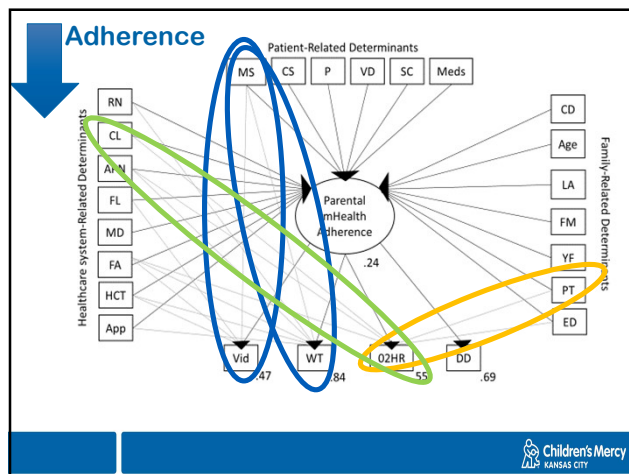 Adherence
Patient-Related Determinants
MS CS P VD SC Meds
Healthcare system-Related Determinants
RN
CL
APN
FL
MD
FA
HCT
App
Parental
mHealth
Adherence
.24
Family-Related Determinants
CD
Age
LA
FM
YF
PT
ED
Vid WT 02HR DD
.47 .84 .55 .69
Children's Mercy
KANSAS CITY